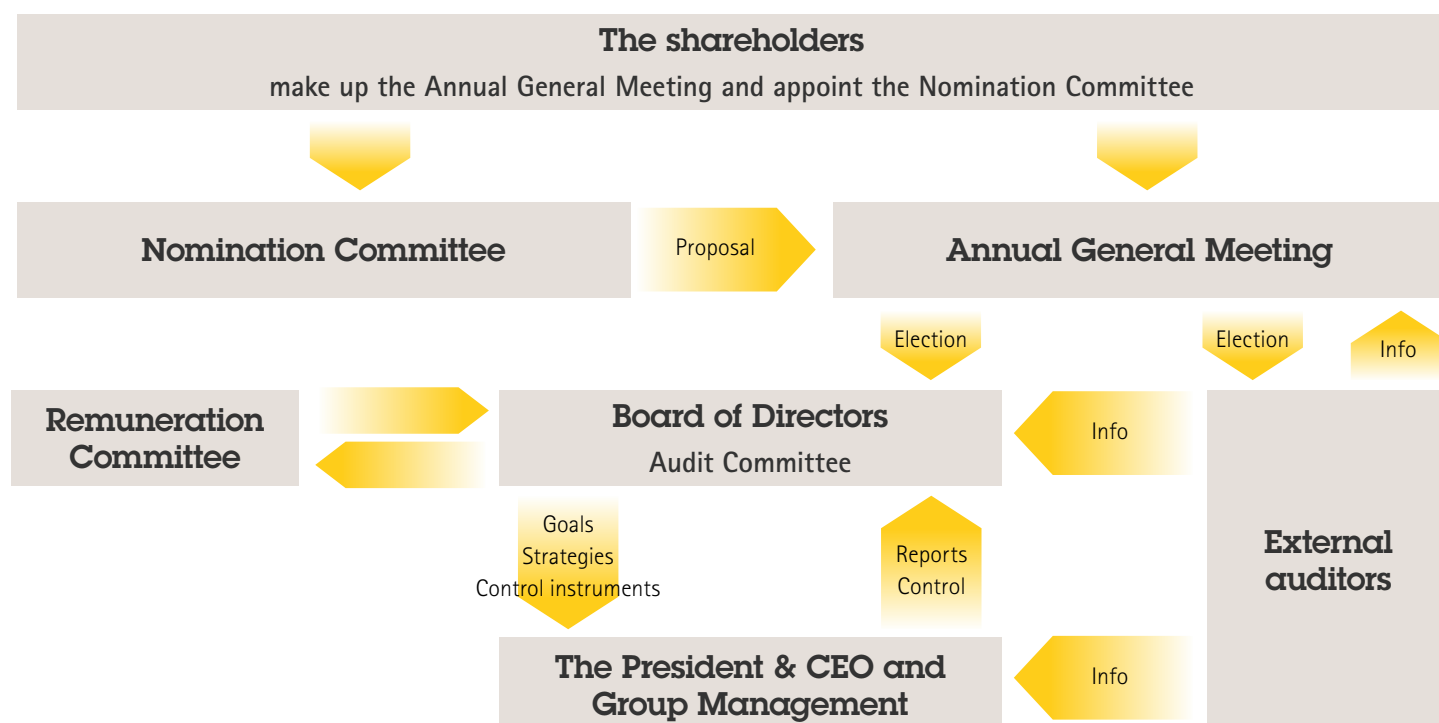 The shareholders
make up the Annual General Meeting and appoint the Nomination Committee
Nomination Committee
Proposal
Annual General Meeting
Election
Election
Info
Remuneration
Committee
Board of Directors
Audit Committee
Info
Goals
Strategies
Control instruments
Reports
Control
External
auditors
The President & CEO and
Group Management
Info